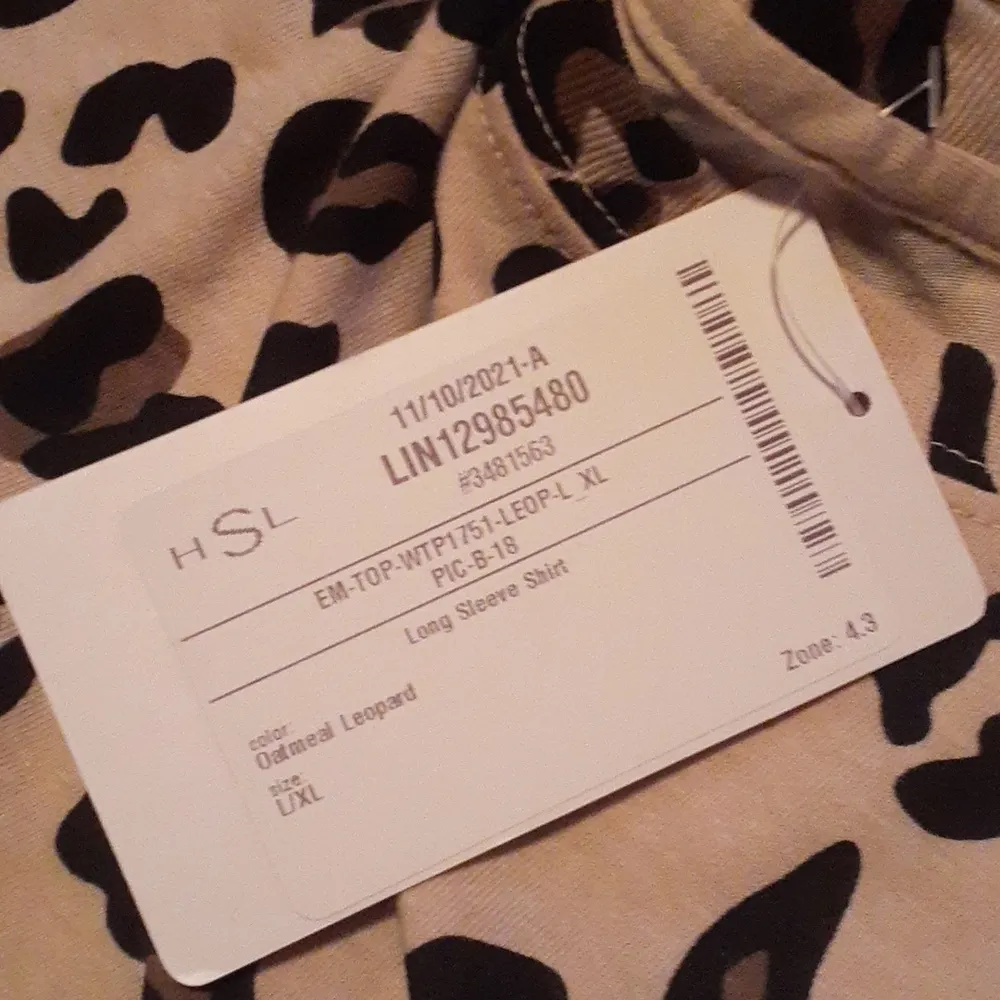 11/10/2021-A
LIN12985480
#3481563
HSL
EM-TOP-WTP1751-LEOP-L_XL
PIC-B-18
Long Sleeve Shirt
Zone: 4.3
color:
Oatmeal Leopard
size:
L/XL